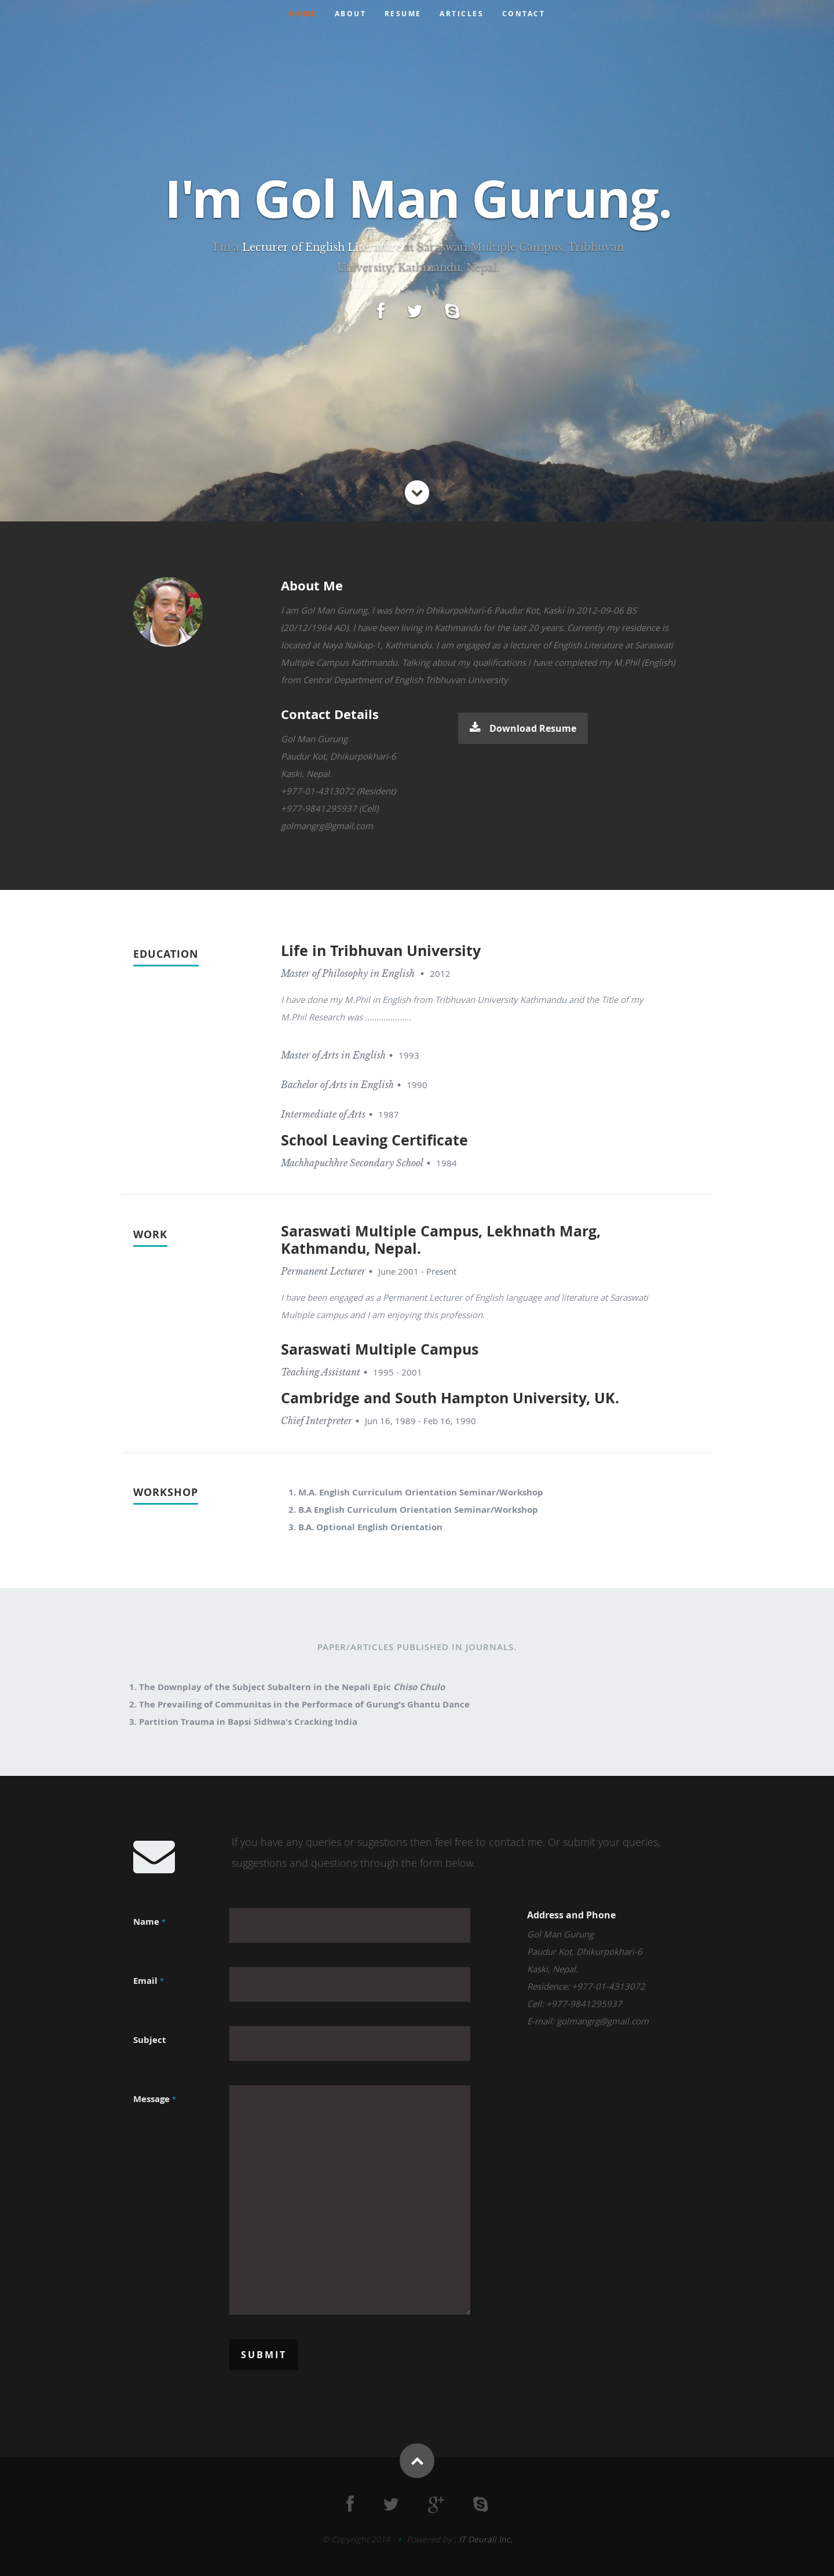 HOME ABOUT RESUME ARTICLES CONTACT
I'm Gol Man Gurung.
I'm a Lecturer of English Literature at Saraswati Multiple Campus, Tribhuvan
University, Kathmandu, Nepal.
About Me
I am Gol Man Gurung. I was born in Dhikurpokhari-6 Paudur Kot, Kaski in 2012-09-06 BS
(20/12/1964 AD). I have been living in Kathmandu for the last 20 years. Currently my residence is
located at Naya Naikap-1, Kathmandu. I am engaged as a lecturer of English Literature at Saraswati
Multiple Campus Kathmandu. Talking about my qualifications i have completed my M.Phil (English)
from Central Department of English Tribhuvan University
Contact Details
Gol Man Gurung
Paudur Kot, Dhikurpokhari-6
Kaski, Nepal.
+977-01-4313072 (Resident)
+977-9841295937 (Cell)
golmangrg@gmail.com
Download Resume
EDUCATION
Life in Tribhuvan University
Master of Philosophy in English • 2012
I have done my M.Phil in English from Tribhuvan University Kathmandu and the Title of my
M.Phil Research was ....................
Master of Arts in English • 1993
Bachelor of Arts in English • 1990
Intermediate of Arts • 1987
School Leaving Certificate
Machhapuchhre Secondary School • 1984
WORK
Saraswati Multiple Campus, Lekhnath Marg,
Kathmandu, Nepal.
Permanent Lecturer • June 2001 - Present
I have been engaged as a Permanent Lecturer of English language and literature at Saraswati
Multiple campus and I am enjoying this profession.
Saraswati Multiple Campus
Teaching Assistant • 1995 - 2001
Cambridge and South Hampton University, UK.
Chief Interpreter • Jun 16, 1989 - Feb 16, 1990
WORKSHOP
1. M.A. English Curriculum Orientation Seminar/Workshop
2. B.A English Curriculum Orientation Seminar/Workshop
3. B.A. Optional English Orientation
PAPER/ARTICLES PUBLISHED IN JOURNALS.
1. The Downplay of the Subject Subaltern in the Nepali Epic Chiso Chulo
2. The Prevailing of Communitas in the Performace of Gurung's Ghantu Dance
3. Partition Trauma in Bapsi Sidhwa's Cracking India
If you have any queries or sugestions then feel free to contact me. Or submit your queries,
suggestions and questions through the form below.
Name *
Email *
Subject
Message *
SUBMIT
Address and Phone
Gol Man Gurung
Paudur Kot, Dhikurpokhari-6
Kaski, Nepal.
Residence: +977-01-4313072
Cell: +977-9841295937
E-mail: golmangrg@gmail.com
© Copyright 2014 • Powered by : IT Deurali Inc.